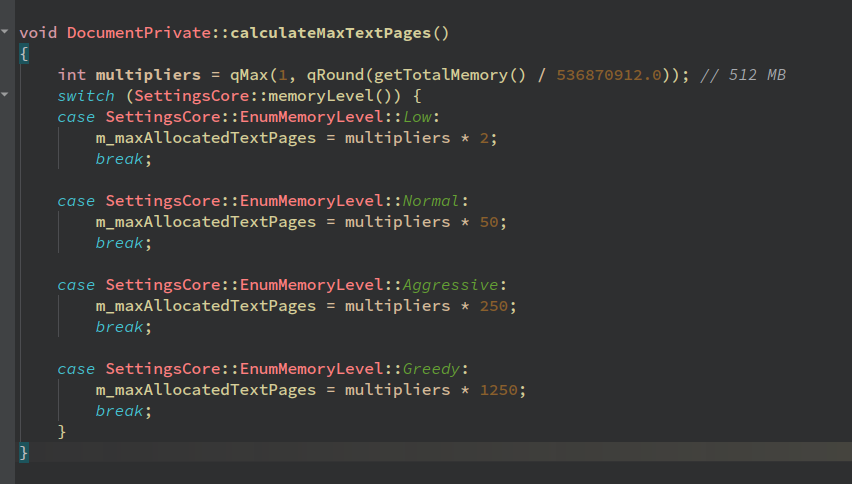 void DocumentPrivate::calculateMaxTextPages()
{
    int multipliers = qMax(1, qRound(getTotalMemory() / 536870912.0)); // 512 MB
    switch (SettingsCore::memoryLevel()) {
    case SettingsCore::EnumMemoryLevel::Low:
        m_maxAllocatedTextPages = multipliers * 2;
        break;

    case SettingsCore::EnumMemoryLevel::Normal:
        m_maxAllocatedTextPages = multipliers * 50;
        break;

    case SettingsCore::EnumMemoryLevel::Aggressive:
        m_maxAllocatedTextPages = multipliers * 250;
        break;

    case SettingsCore::EnumMemoryLevel::Greedy:
        m_maxAllocatedTextPages = multipliers * 1250;
        break;
    }
}